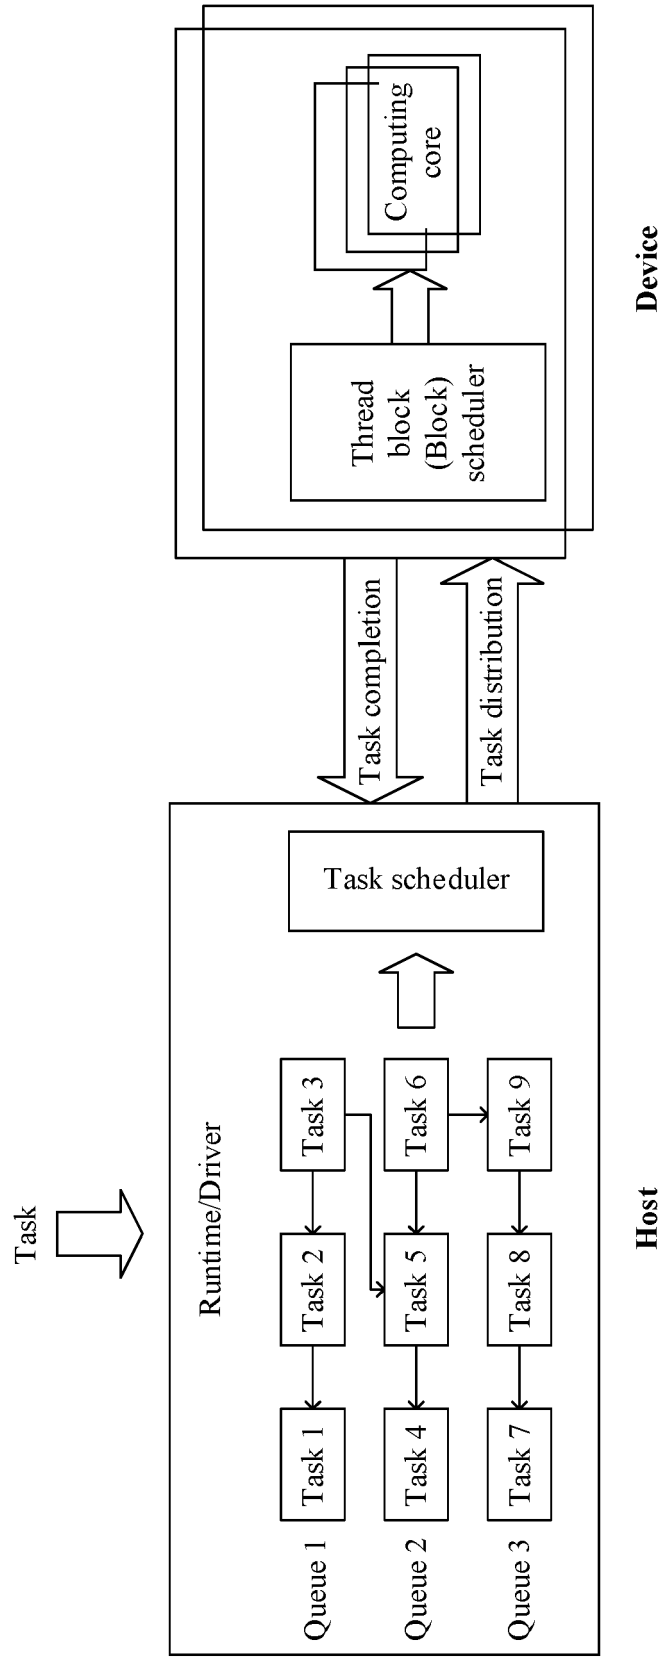 Task
Runtime/Driver
Queue 1
Task 1
Task 2
Task 3
Queue 2
Task 4
Task 5
Task 6
Queue 3
Task 7
Task 8
Task 9
Task scheduler
Task completion
Task distribution
Thread
block
(Block)
scheduler
Computing
core
Host
Device